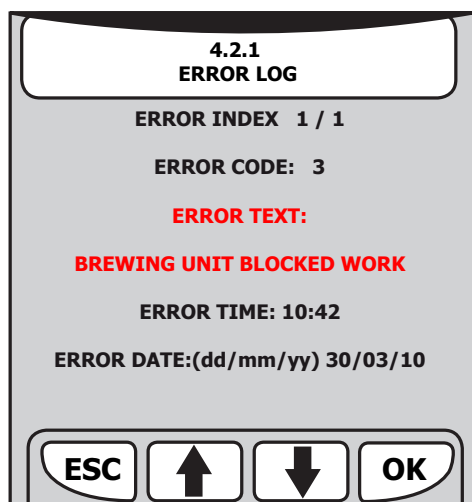 4.2.1
ERROR LOG
ERROR INDEX 1 / 1
ERROR CODE: 3
ERROR TEXT:
BREWING UNIT BLOCKED WORK
ERROR TIME: 10:42
ERROR DATE:(dd/mm/yy) 30/03/10
ESC OK